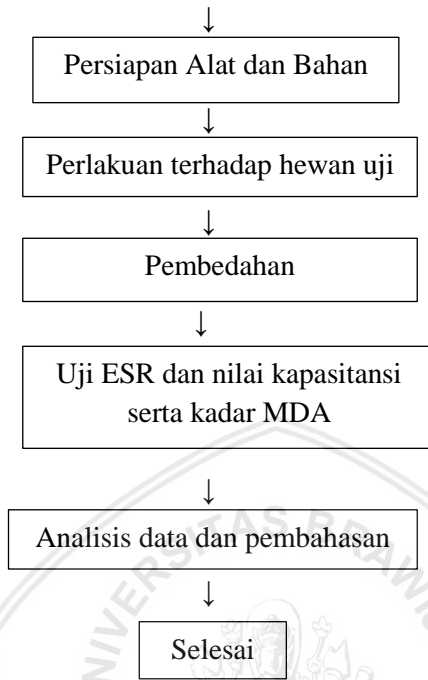 ↓
Persiapan Alat dan Bahan
↓
Perlakuan terhadap hewan uji
↓
Pembedahan
↓
Uji ESR dan nilai kapasitansi
serta kadar MDA
↓
Analisis data dan pembahasan
↓
Selesai